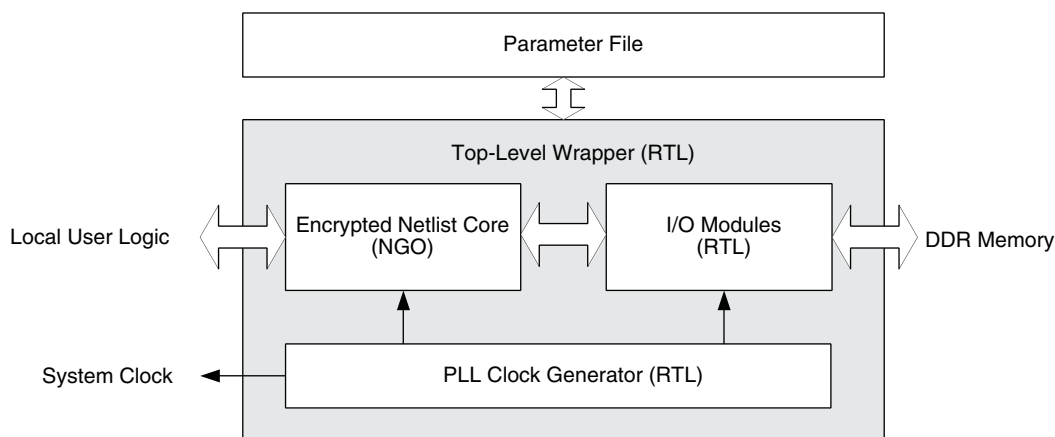 Parameter File
Top-Level Wrapper (RTL)
Local User Logic
Encrypted Netlist Core
(NGO)
I/O Modules
(RTL)
DDR Memory
System Clock
PLL Clock Generator (RTL)